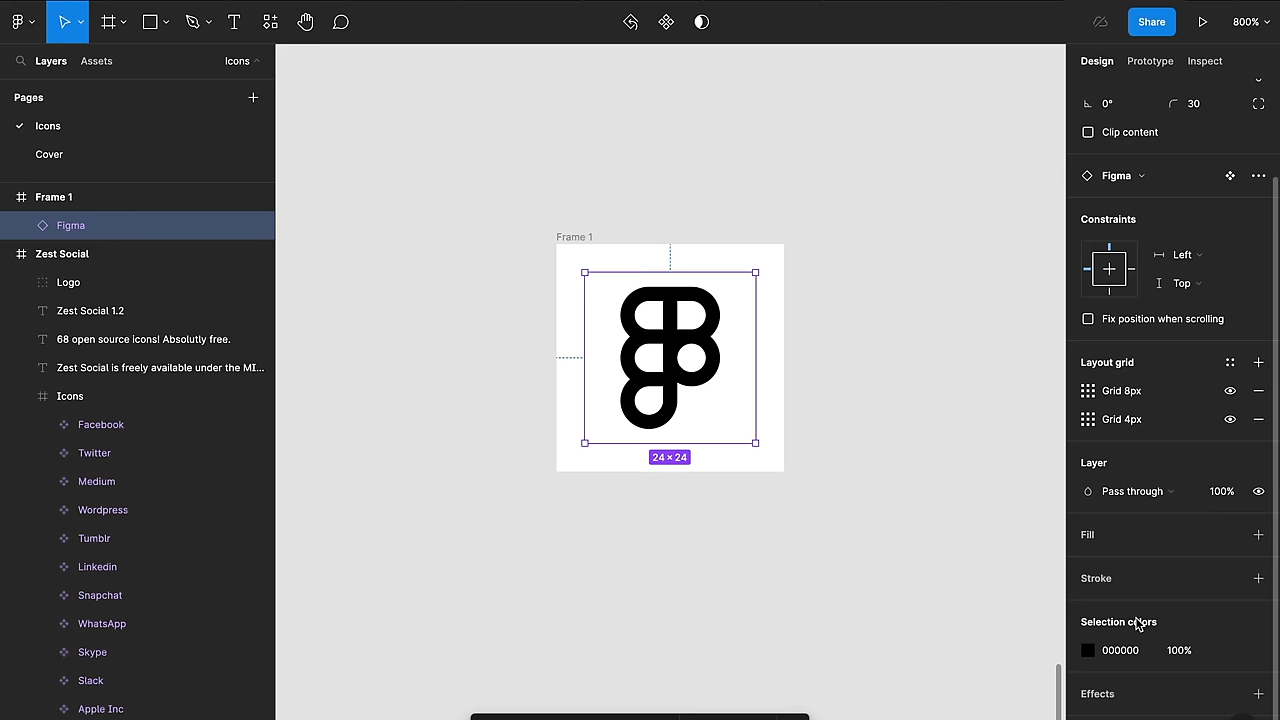 Share
800%
Layers Assets Icons
Pages
Icons
Cover
Frame 1
Figma
Zest Social
Logo
Zest Social 1.2
68 open source icons! Absolutly free.
Zest Social is freely available under the MI...
Icons
Facebook
Twitter
Medium
Wordpress
Tumblr
Linkedin
Snapchat
WhatsApp
Skype
Slack
Apple Inc
Frame 1
24 × 24
Design Prototype Inspect
0° 30
Clip content
Figma
Constraints
Left
Top
Fix position when scrolling
Layout grid
Grid 8px
Grid 4px
Layer
Pass through 100%
Fill
Stroke
Selection colors
000000 100%
Effects